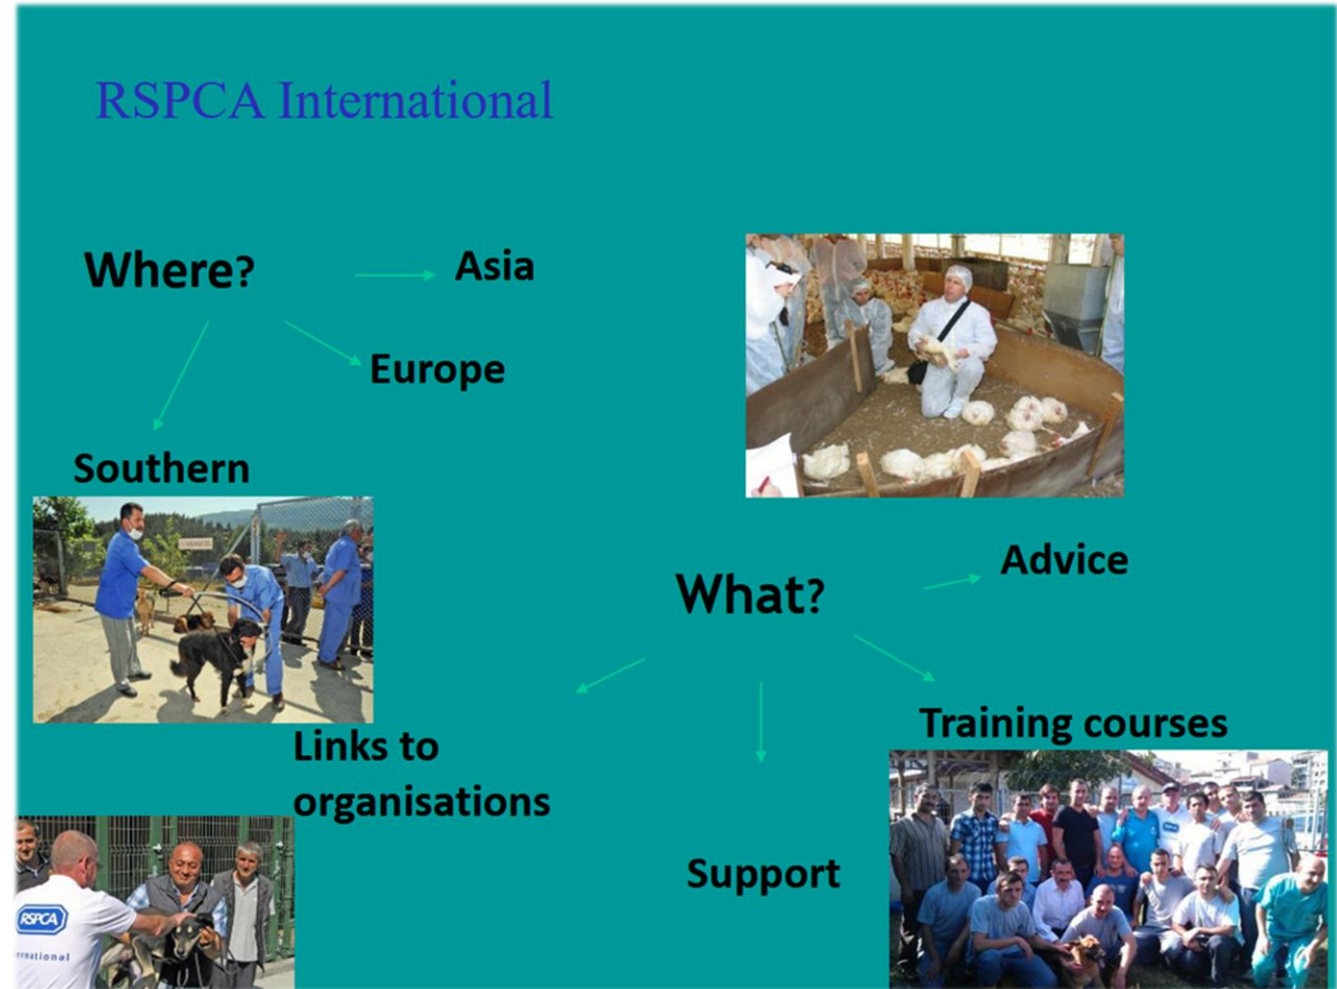 RSPCA International
Where?
Asia
Europe
Southern
What?
Advice
Training courses
Links to
organisations
Support
RSPCA